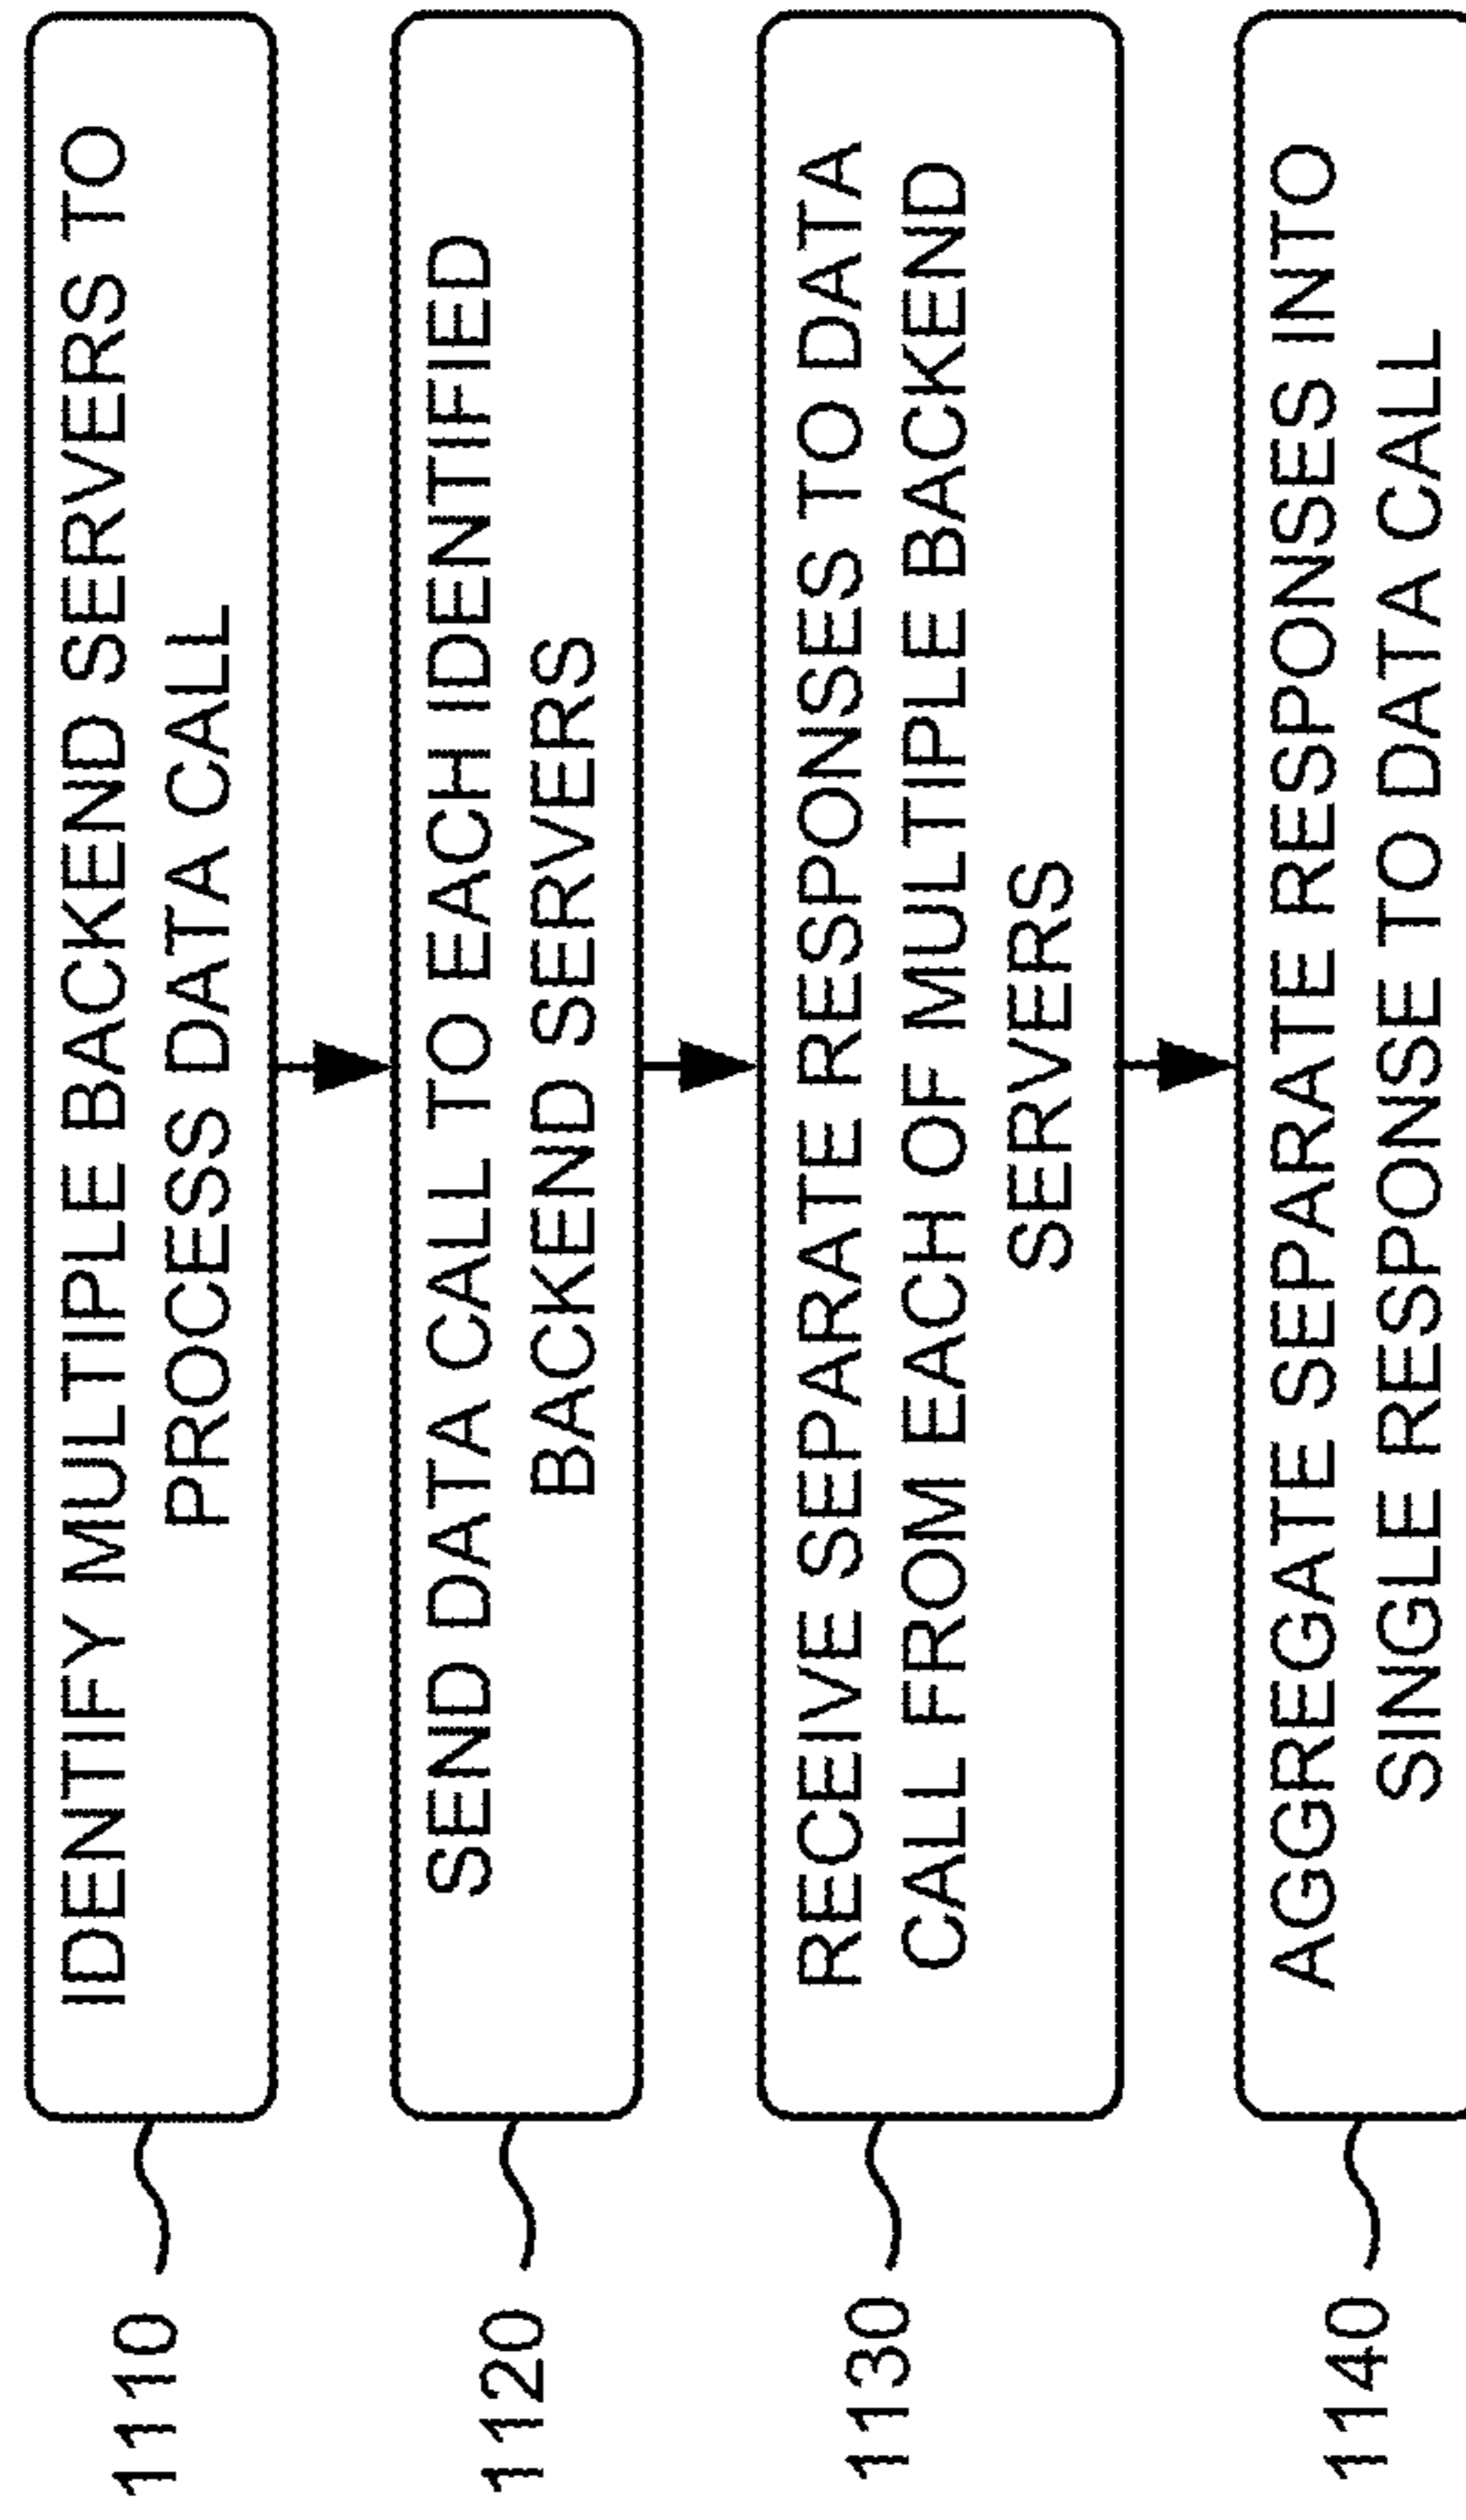 1110
IDENTIFY MULTIPLE BACKEND SERVERS TO
PROCESS DATA CALL
1120
SEND DATA CALL TO EACH IDENTIFIED
BACKEND SERVERS
1130
RECEIVE SEPARATE RESPONSES TO DATA
CALL FROM EACH OF MULTIPLE BACKEND
SERVERS
1140
AGGREGATE SEPARATE RESPONSES INTO
SINGLE RESPONSE TO DATA CALL